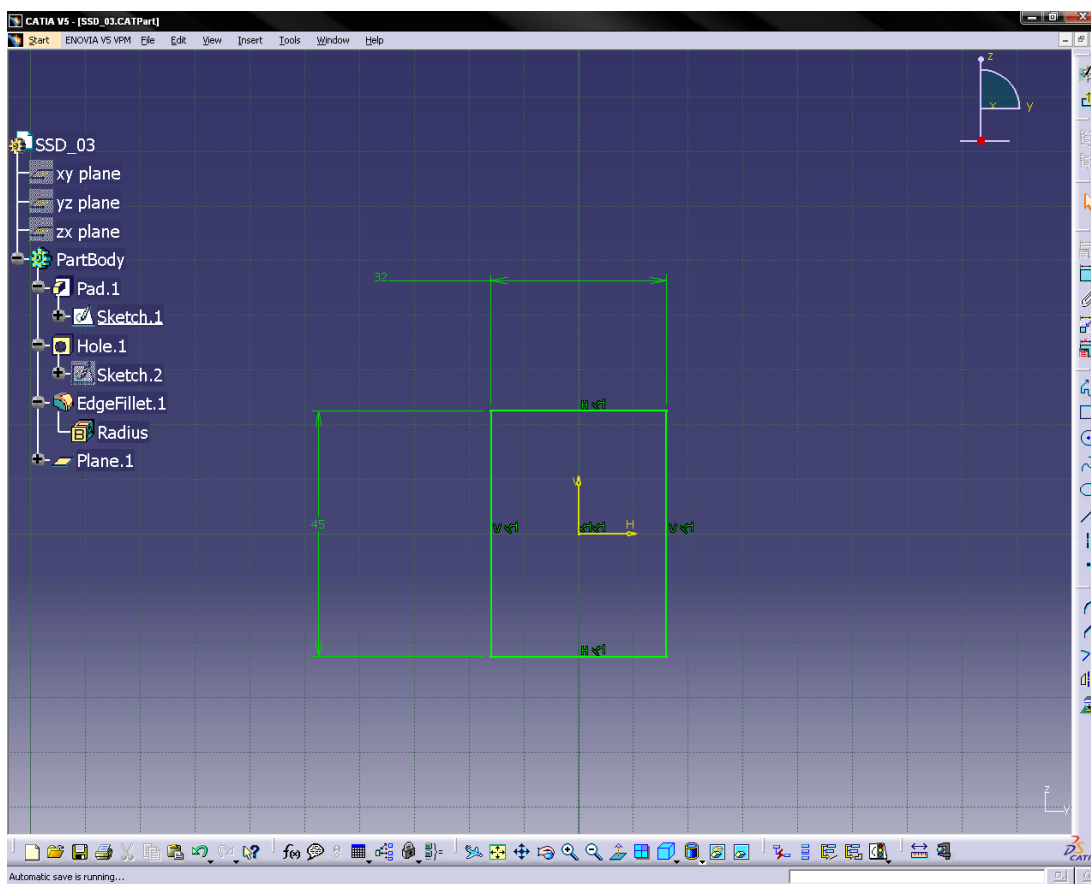 CATIA V5 - [SSD_03.CATPart]
Start ENOVIA V5 VPM File Edit View Insert Tools Window Help
z
x y
SSD_03
xy plane
yz plane
zx plane
PartBody
Pad.1
Sketch.1
Hole.1
Sketch.2
EdgeFillet.1
Radius
Plane.1
32
H
V
45
V H V
H
z
y
f(x)
DS
CATIA
Automatic save is running...